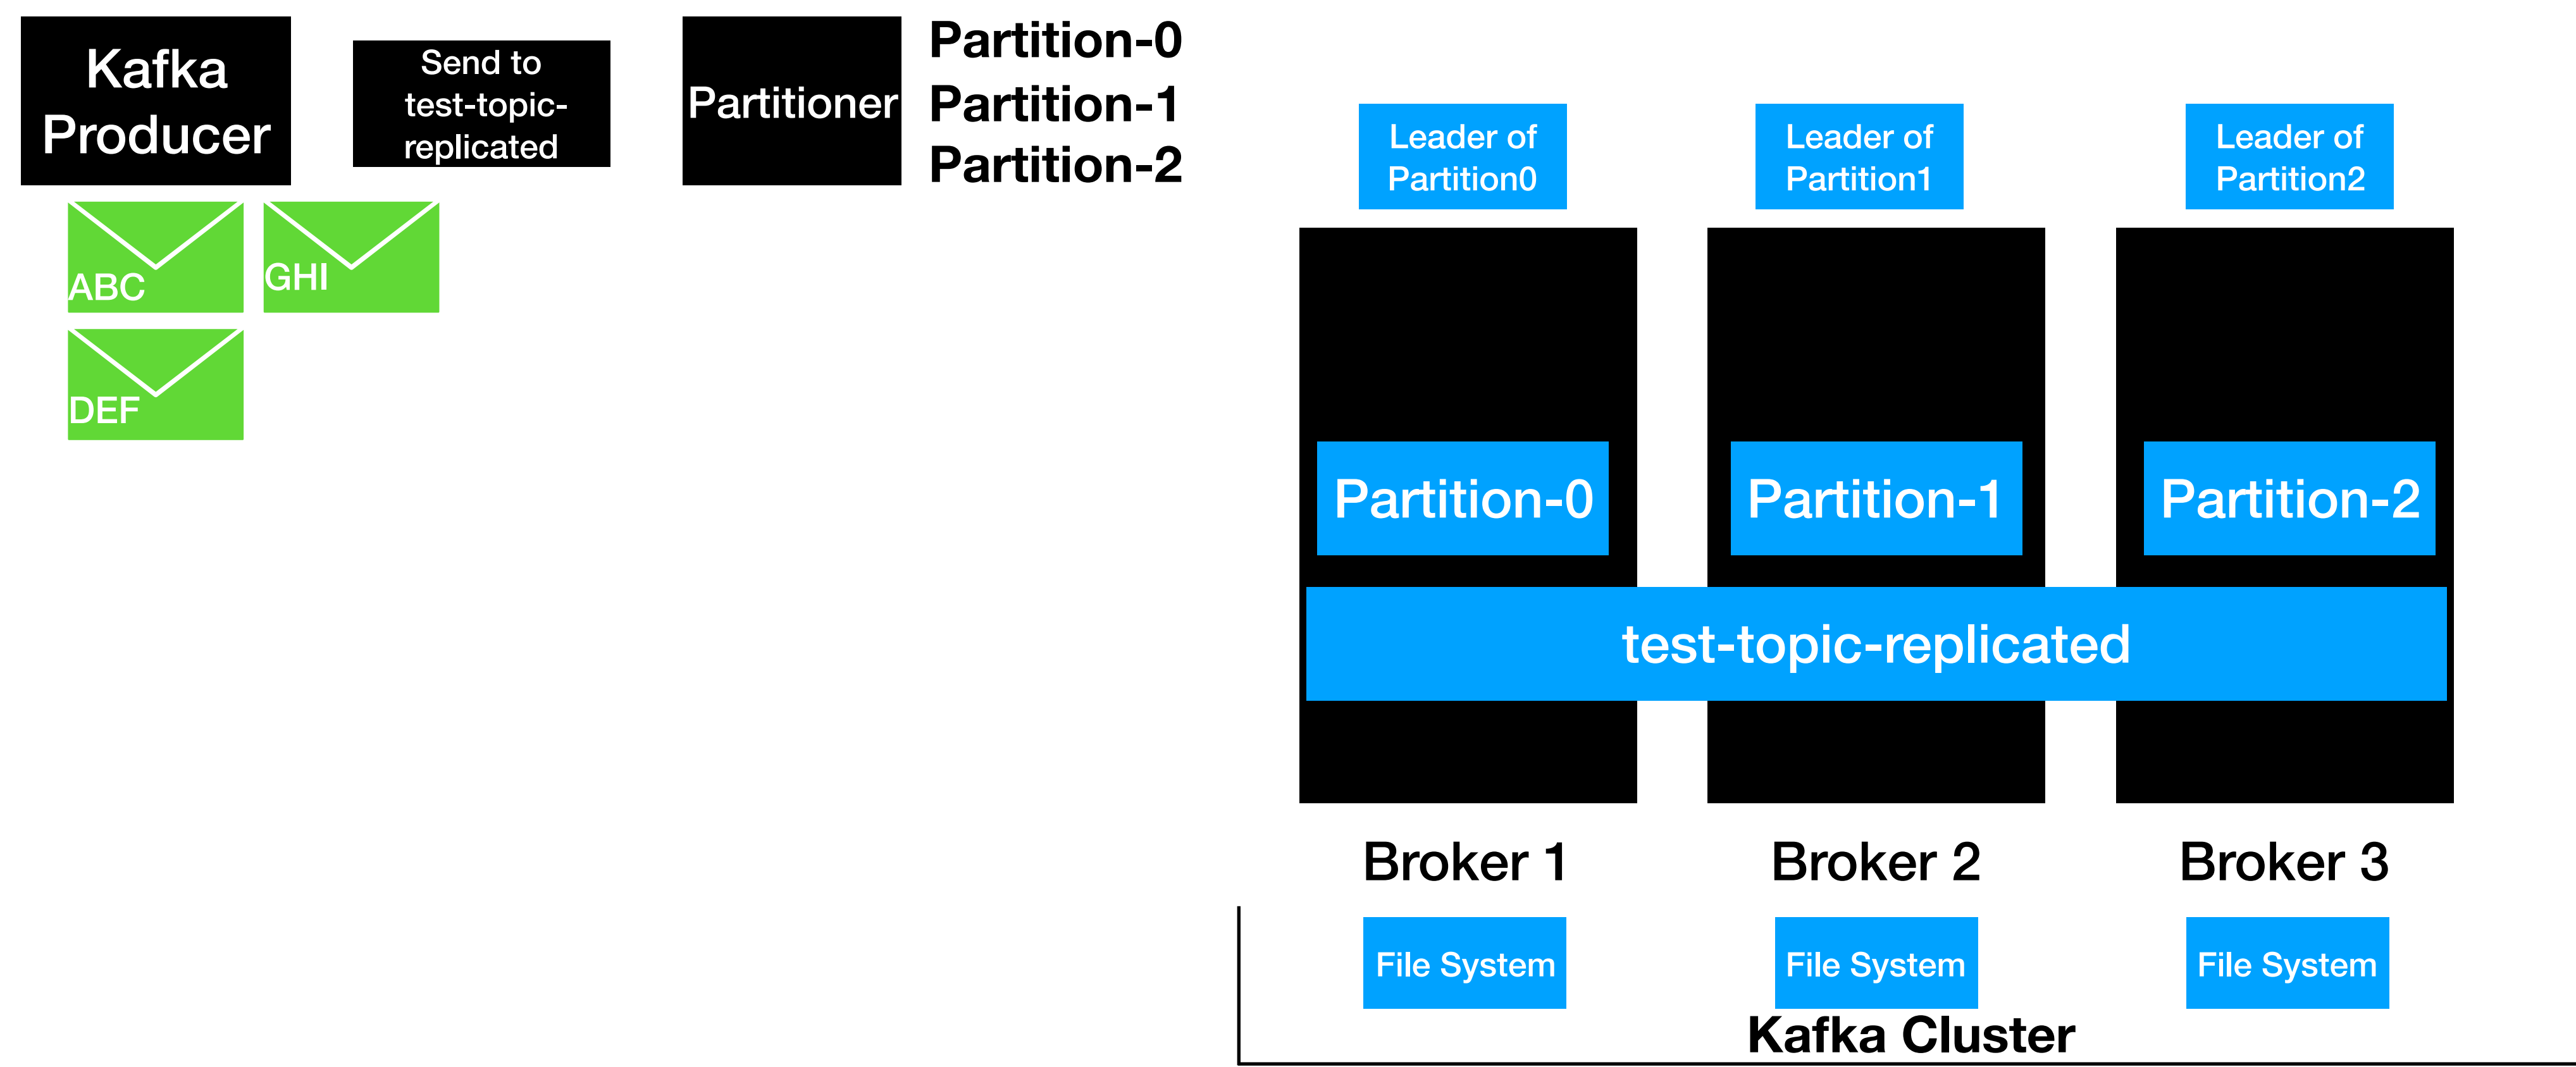 Kafka
Producer
Send to
test-topic-
replicated
Partitioner
Partition-0
Partition-1
Partition-2
ABC
GHI
DEF
Leader of
Partition0
Leader of
Partition1
Leader of
Partition2
Partition-0
Partition-1
Partition-2
test-topic-replicated
Broker 1
Broker 2
Broker 3
File System
File System
File System
Kafka Cluster